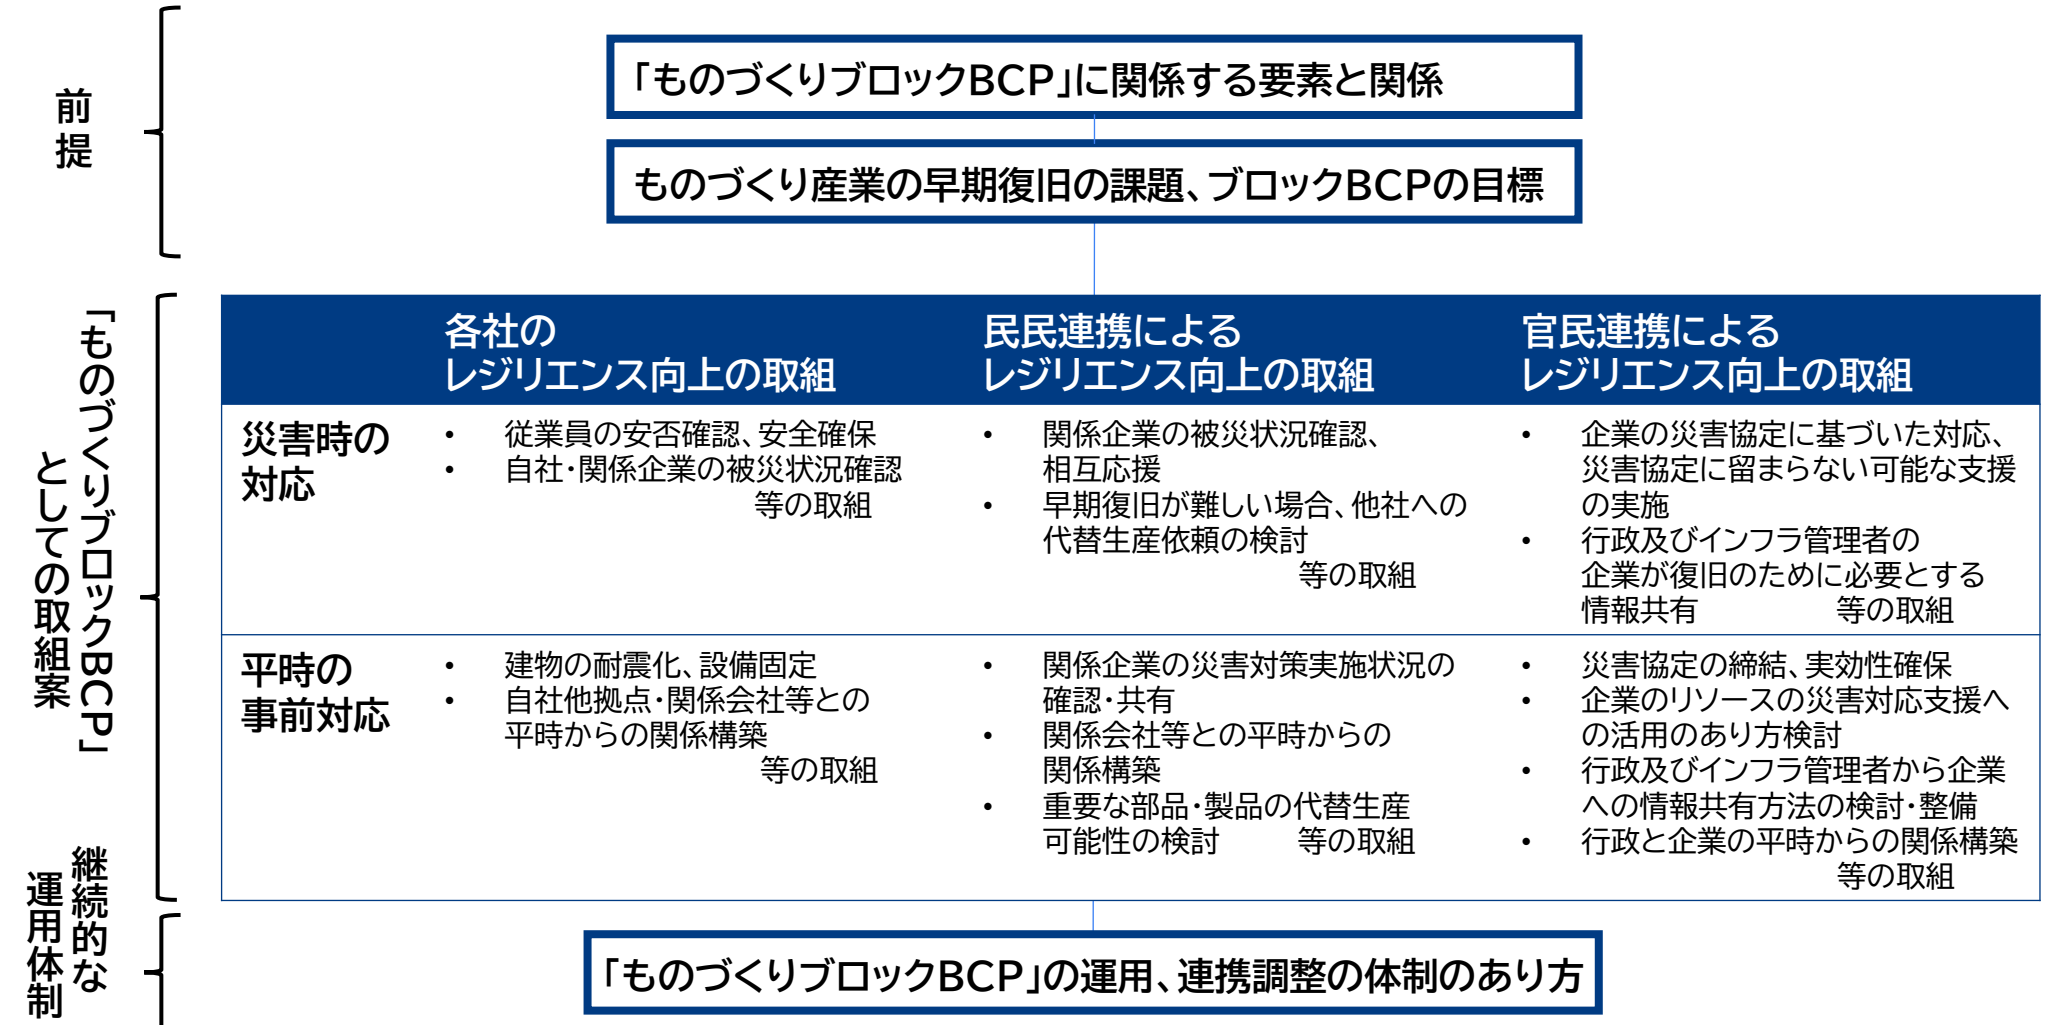 前
提
「ものづくりブロックBCP」に関係する要素と関係
ものづくり産業の早期復旧の課題、ブロックBCPの目標
「ものづくりブロックBCP」
としての取組案
各社の
レジリエンス向上の取組
民民連携による
レジリエンス向上の取組
官民連携による
レジリエンス向上の取組
災害時の
対応
• 従業員の安否確認、安全確保
• 自社・関係企業の被災状況確認
等の取組
• 関係企業の被災状況確認、
相互応援
• 早期復旧が難しい場合、他社への
代替生産依頼の検討
等の取組
• 企業の災害協定に基づいた対応、
災害協定に留まらない可能な支援
の実施
• 行政及びインフラ管理者の
企業が復旧のために必要とする
情報共有 等の取組
平時の
事前対応
• 建物の耐震化、設備固定
• 自社他拠点・関係会社等との
平時からの関係構築
等の取組
• 関係企業の災害対策実施状況の
確認・共有
• 関係会社等との平時からの
関係構築
• 重要な部品・製品の代替生産
可能性の検討 等の取組
• 災害協定の締結、実効性確保
• 企業のリソースの災害対応支援へ
の活用のあり方検討
• 行政及びインフラ管理者から企業
への情報共有方法の検討・整備
• 行政と企業の平時からの関係構築
等の取組
継続的な
運用体制
「ものづくりブロックBCP」の運用、連携調整の体制のあり方